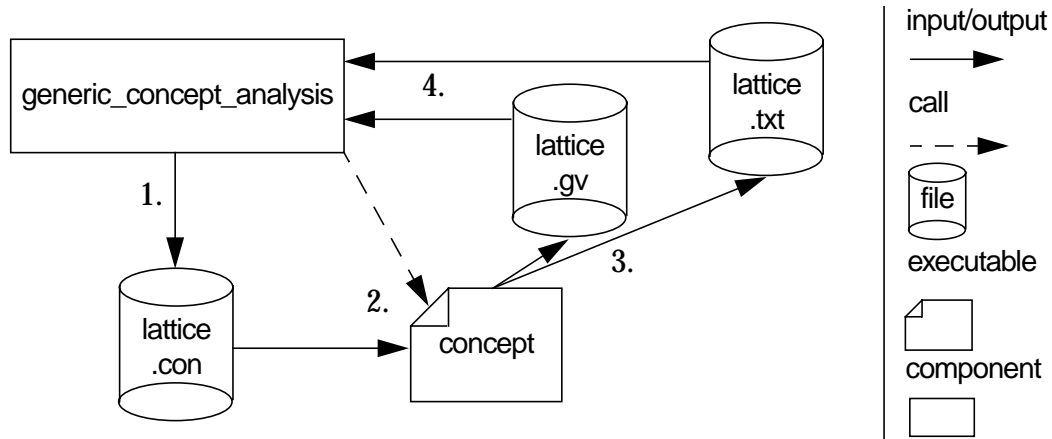 generic_concept_analysis
4.
lattice
.txt
lattice
.gv
1.
3.
2.
lattice
.con
concept
input/output
call
file
executable
component